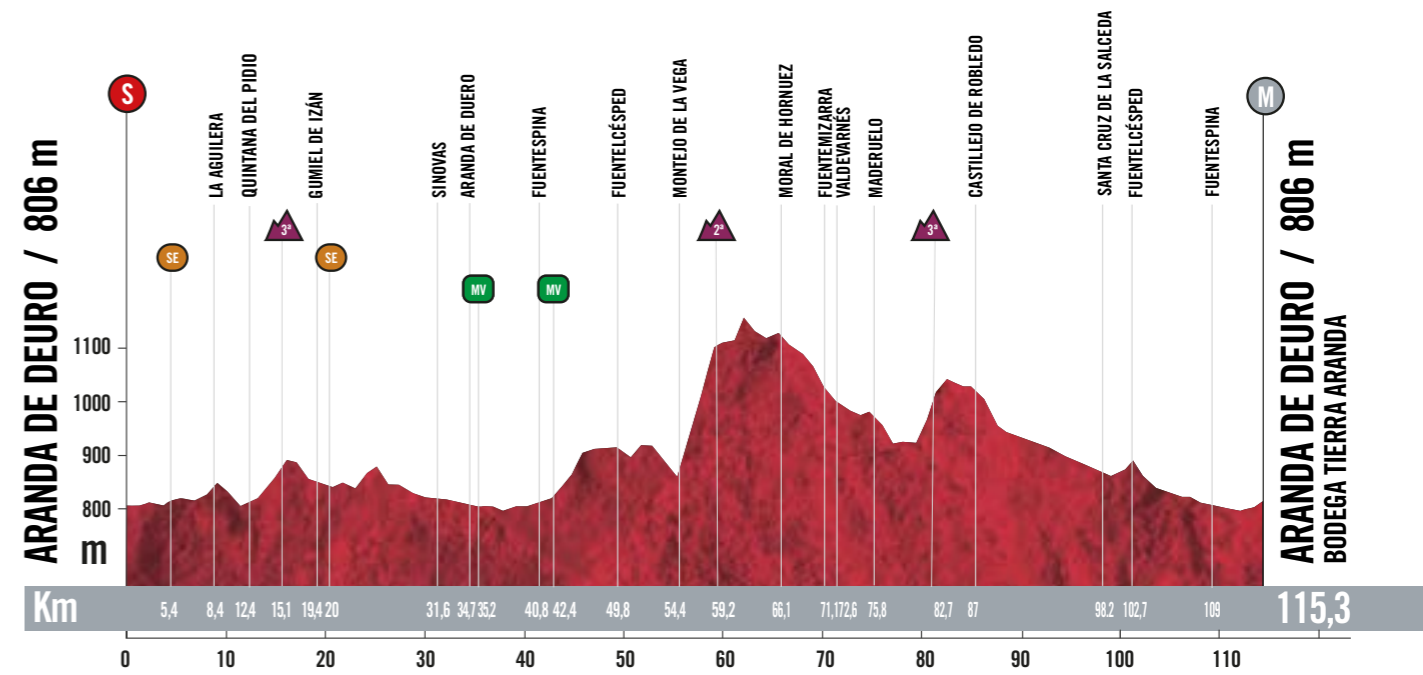 ARANDA DE DEURO / 806 m
S
LA AGUILERA
QUINTANA DEL PIDIO
GUMIEL DE IZÁN
SINOVAS
ARANDA DE DUERO
FUENTESPINA
FUENTELCÉSPED
MONTEJO DE LA VEGA
MORAL DE HORNUEZ
FUENTEMIZARRA
VALDEVARNÉS
MADERUELO
CASTILLEJO DE ROBLEDO
SANTA CRUZ DE LA SALCEDA
FUENTELCÉSPED
FUENTESPINA
M
3ª
2ª
3ª
SE
SE
MV
MV
1100
1000
900
800
m
ARANDA DE DEURO / 806 m
BODEGA TIERRA ARANDA
Km 5,4 8,4 12,4 15,1 19,4 20 31,6 34,7 35,2 40,8 42,4 49,8 54,4 59,2 66,1 71,1 72,6 75,8 82,7 87 98.2 102,7 109 115,3
0 10 20 30 40 50 60 70 80 90 100 110